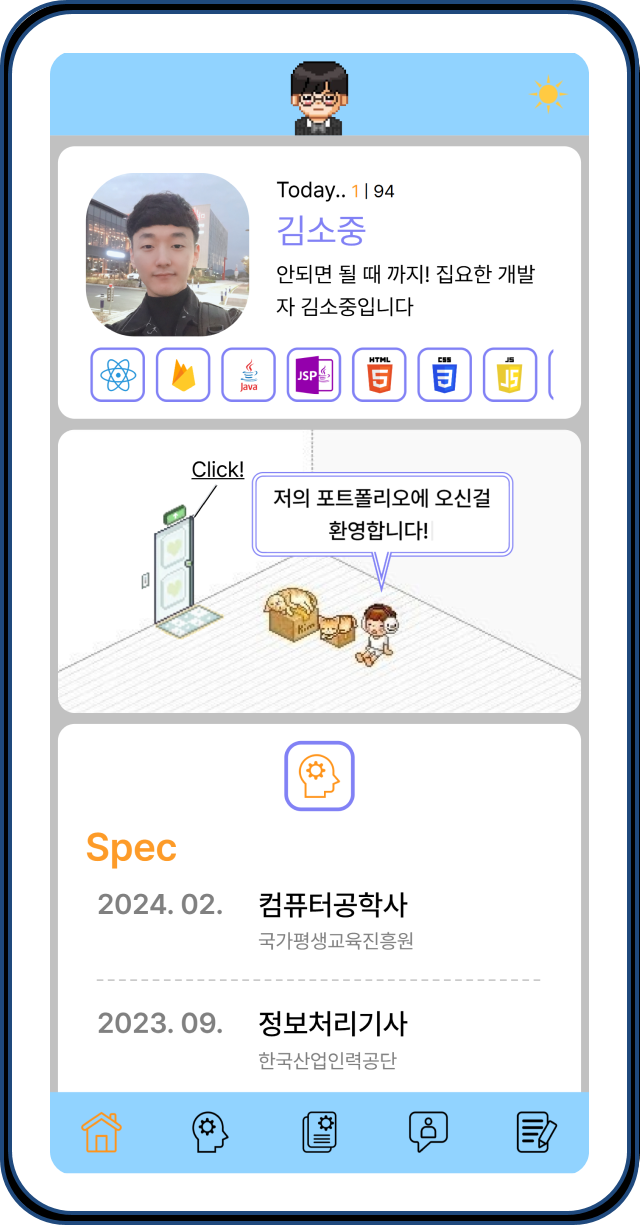 Today.. 1 | 94
김소중
안되면 될 때 까지! 집요한 개발
자 김소중입니다
Java
JSP
HTML
5
CSS
3
JS
JS
Click!
저의 포트폴리오에 오신걸
환영합니다!
Kim
Spec
2024. 02. 컴퓨터공학사
국가평생교육진흥원
2023. 09. 정보처리기사
한국산업인력공단